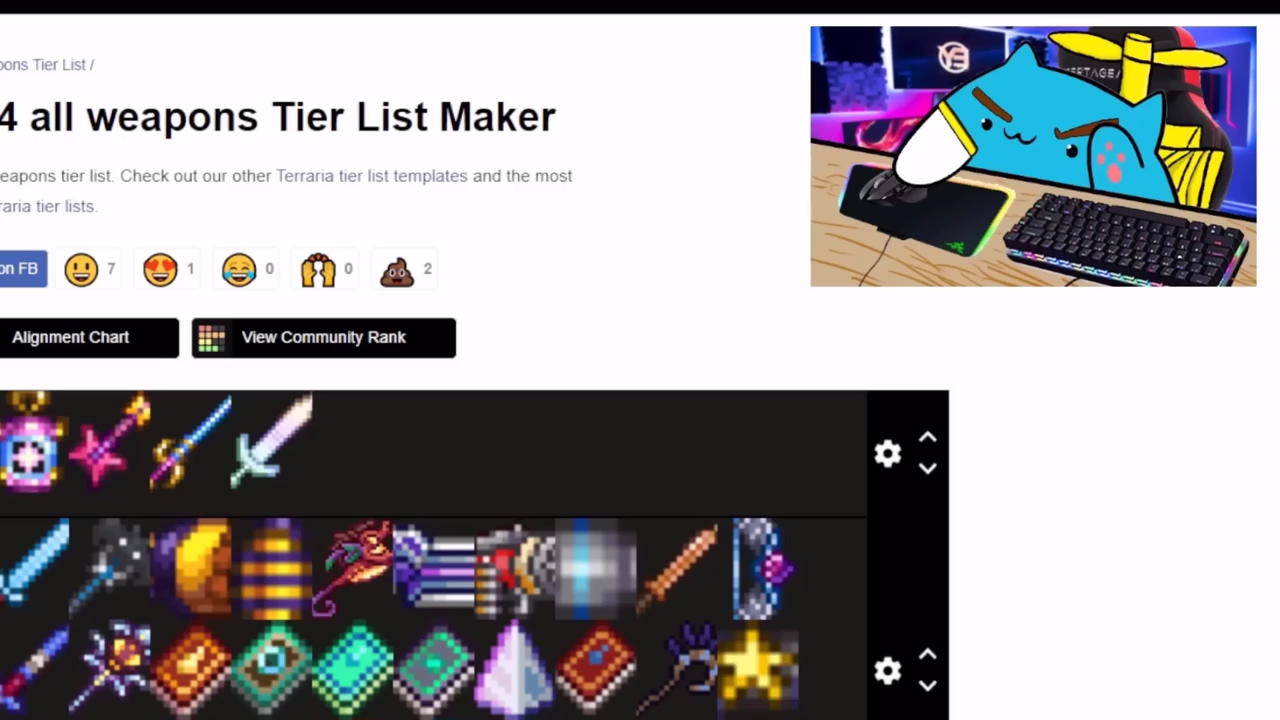 ons Tier List /
4 all weapons Tier List Maker
eapons tier list. Check out our other Terraria tier list templates and the most
raria tier lists.
on FB
7
1
0
0
2
Alignment Chart
View Community Rank
ERTAGE